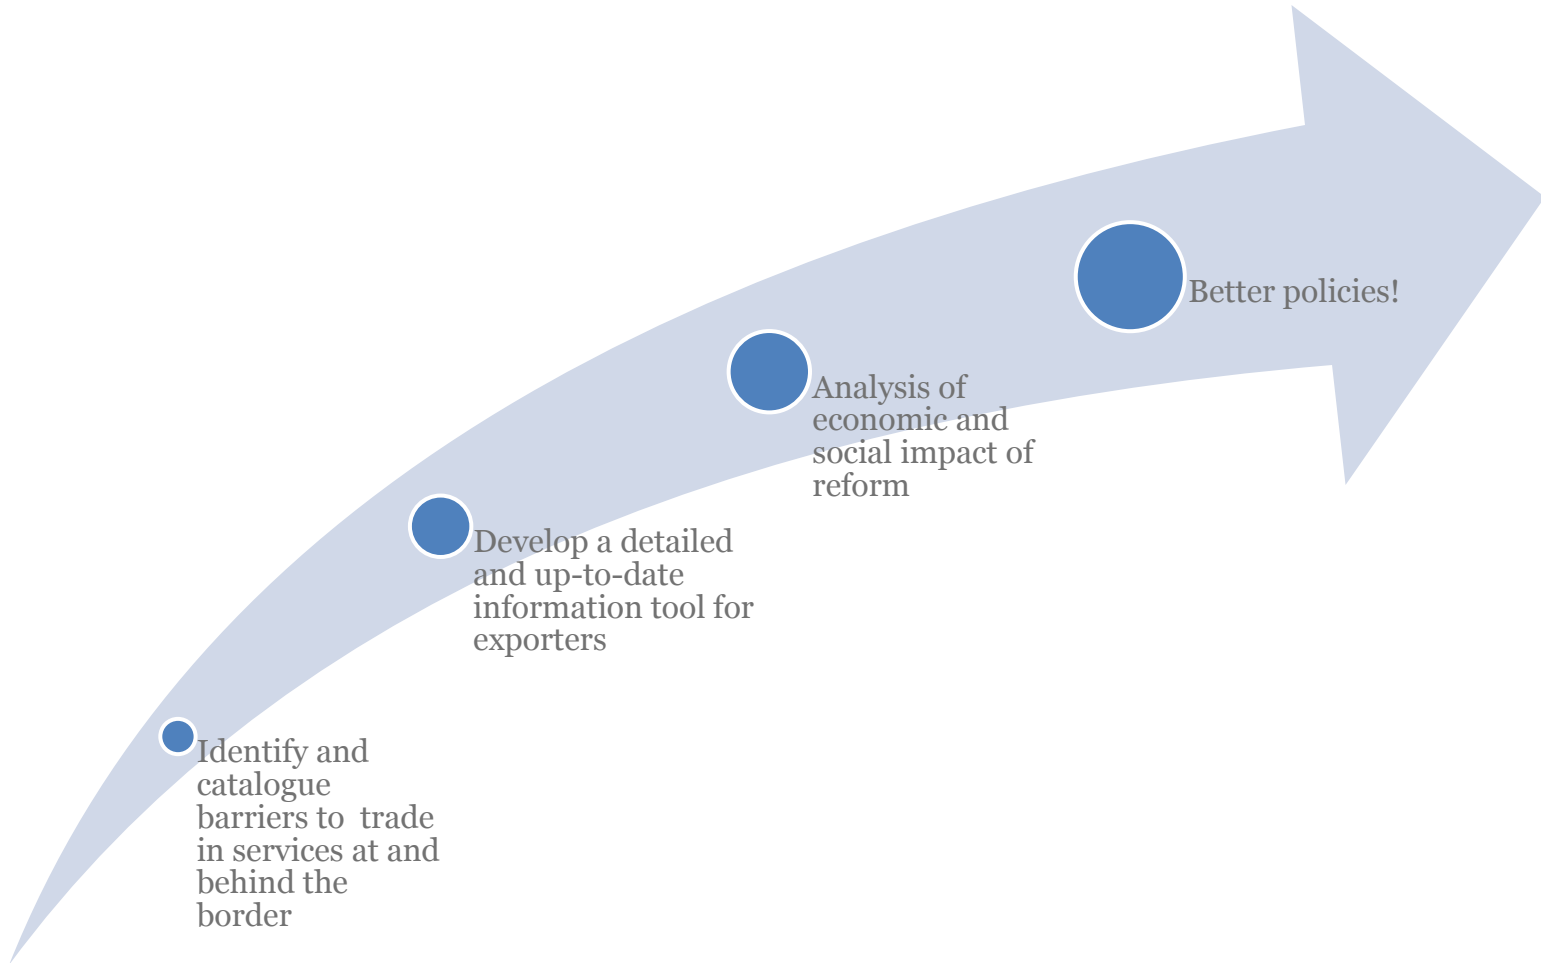 Better policies!
Analysis of
economic and
social impact of
reform
Develop a detailed
and up-to-date
information tool for
exporters
Identify and
catalogue
barriers to  trade
in services at and
behind the
border